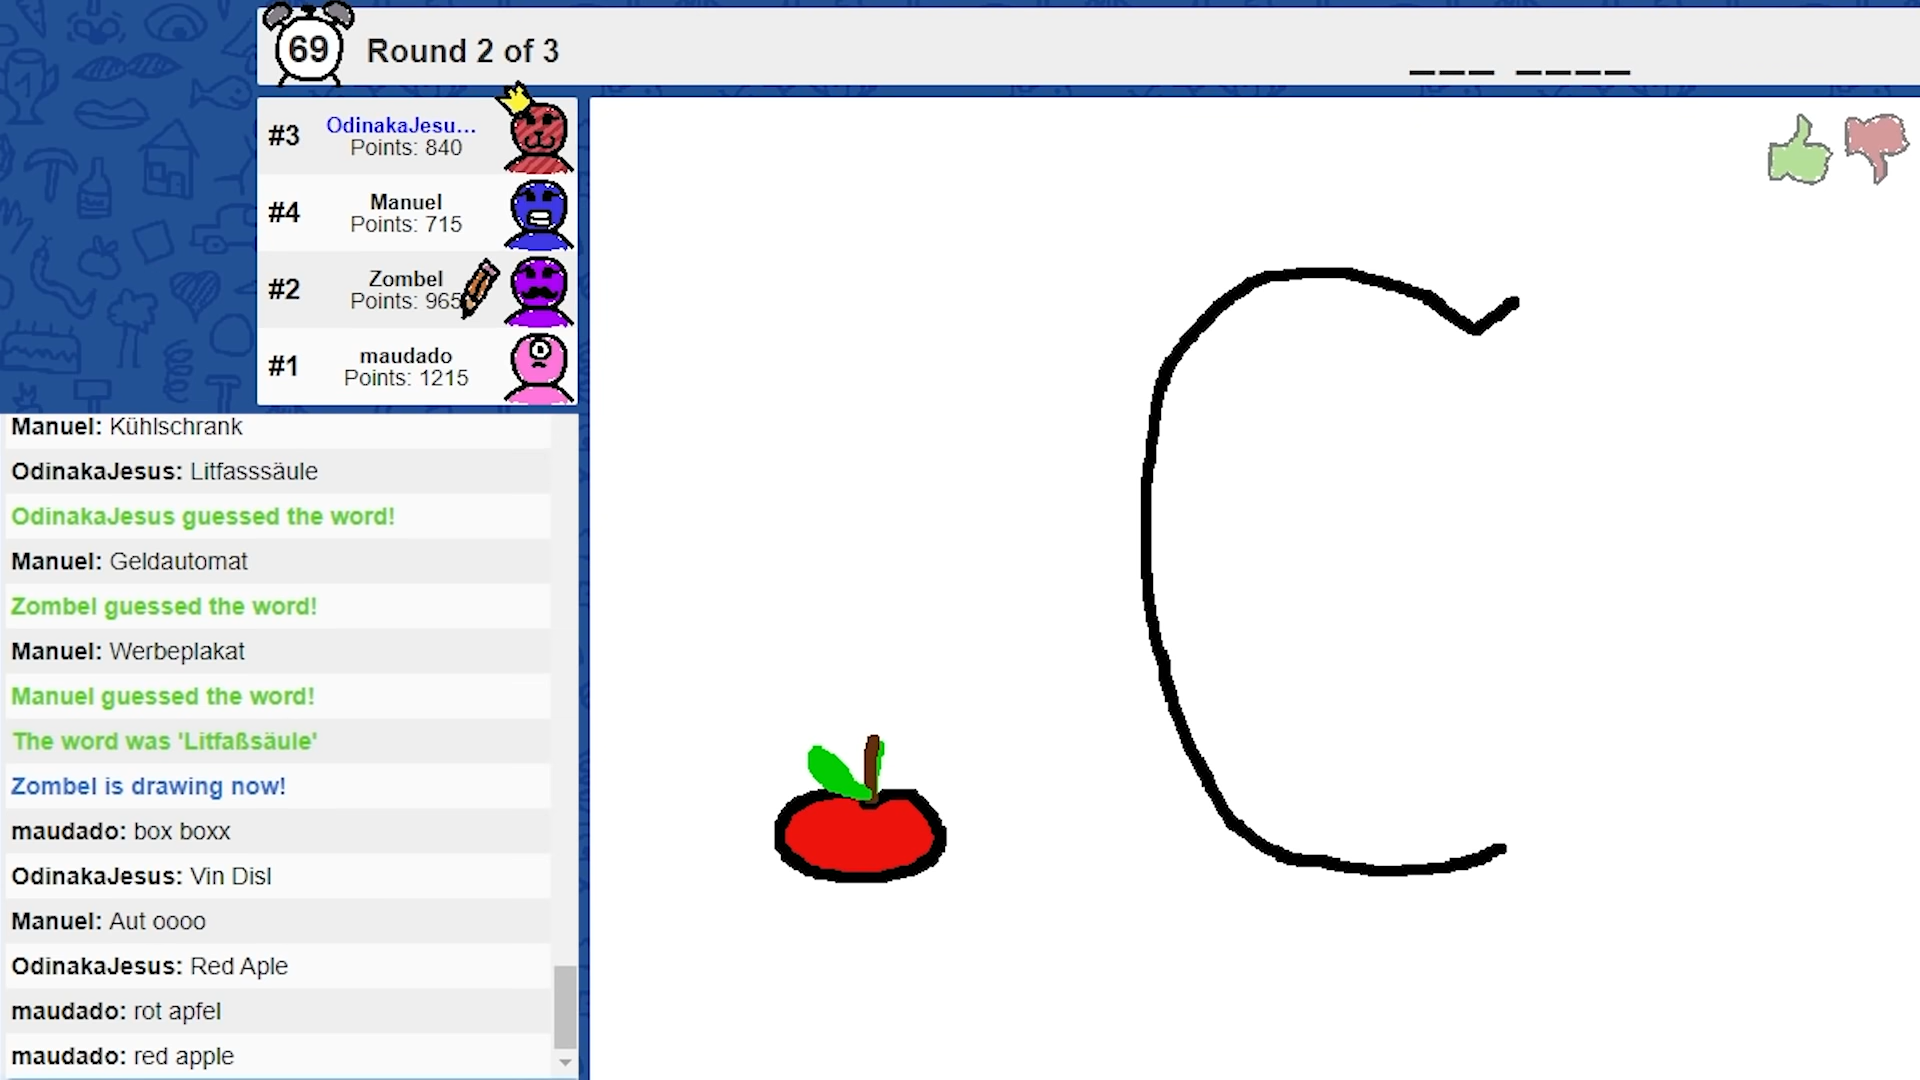 69
Round 2 of 3
___ ____
#3
OdinakaJesu...
Points: 840
#4
Manuel
Points: 715
#2
Zombel
Points: 965
#1
maudado
Points: 1215
Manuel: Kühlschrank
OdinakaJesus: Litfasssäule
OdinakaJesus guessed the word!
Manuel: Geldautomat
Zombel guessed the word!
Manuel: Werbeplakat
Manuel guessed the word!
The word was 'Litfaßsäule'
Zombel is drawing now!
maudado: box boxx
OdinakaJesus: Vin Disl
Manuel: Aut oooo
OdinakaJesus: Red Aple
maudado: rot apfel
maudado: red apple